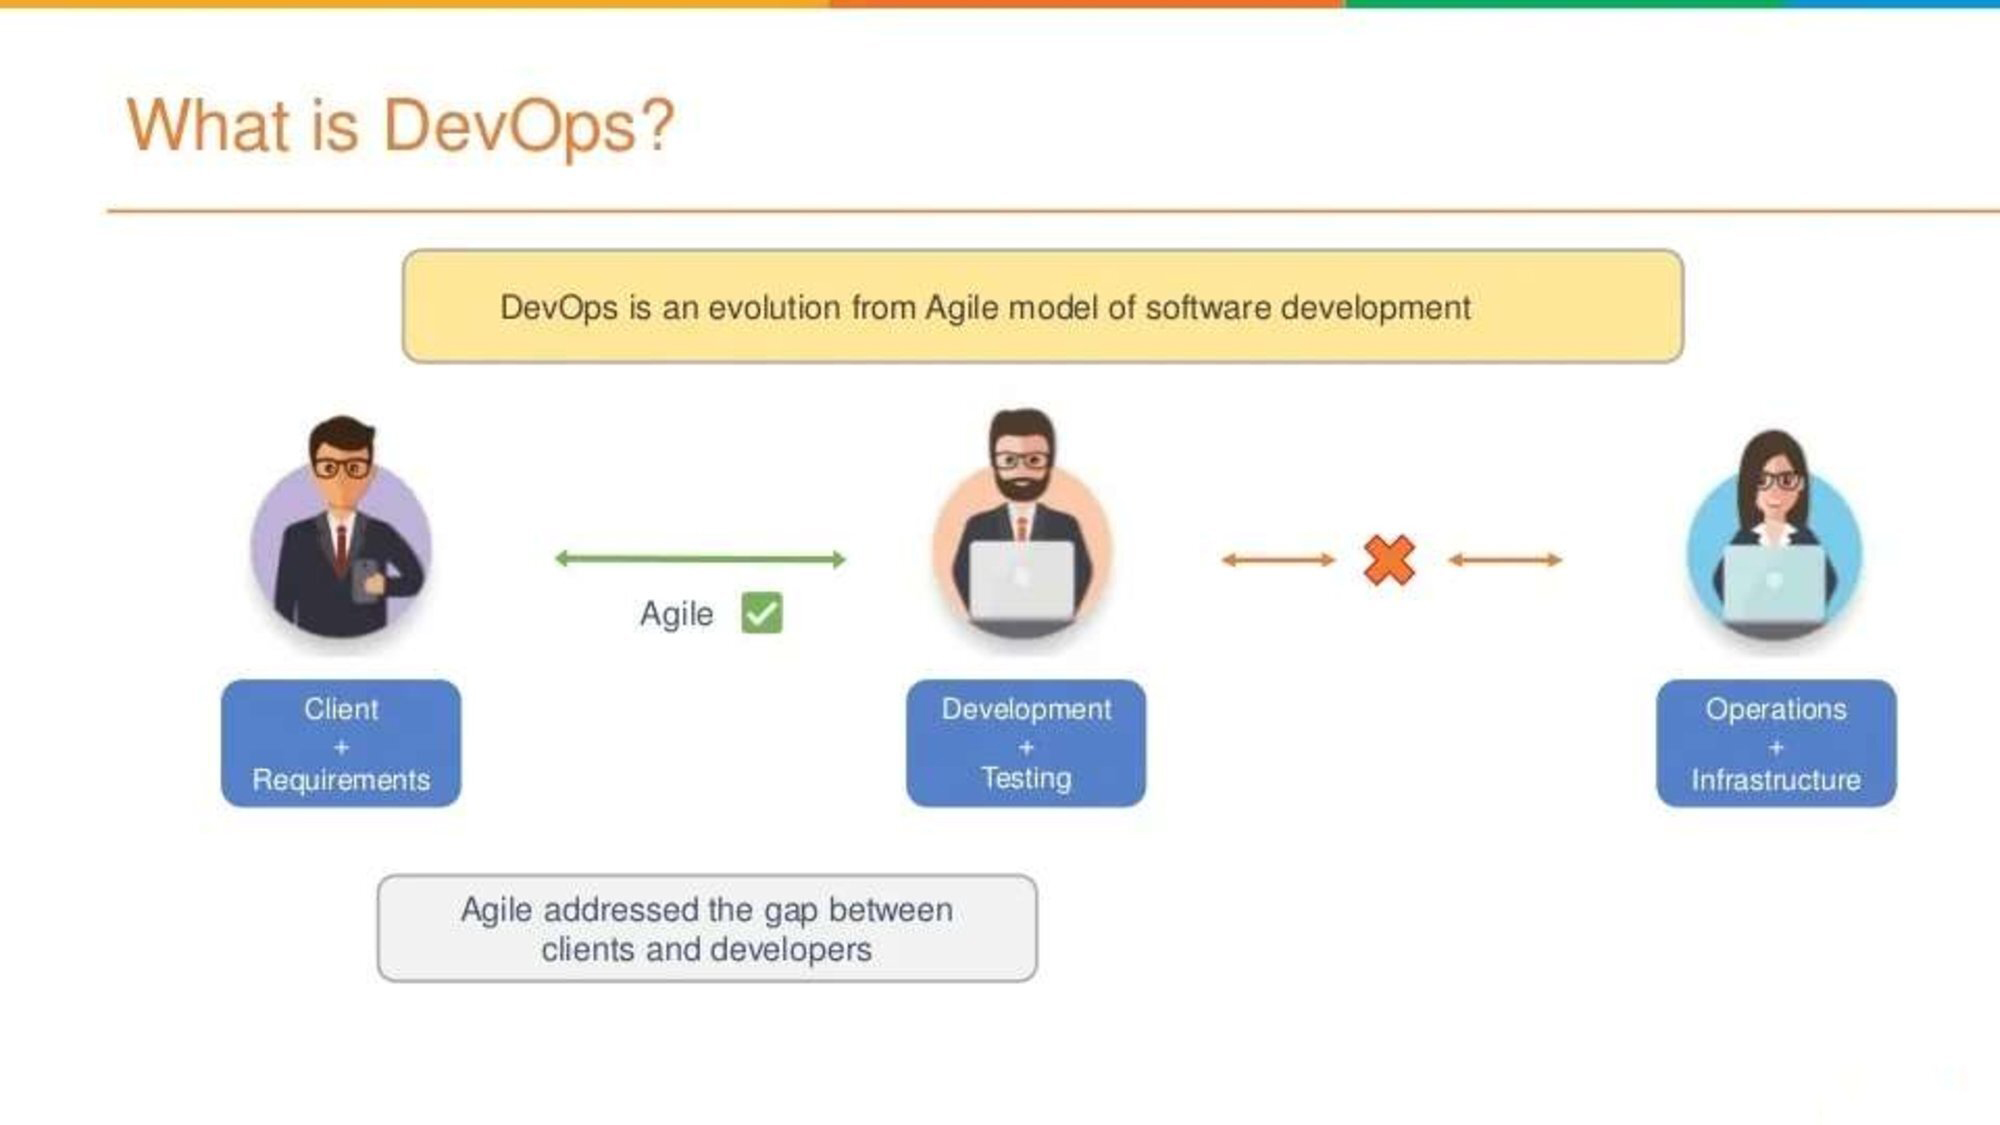 What is DevOps?
DevOps is an evolution from Agile model of software development
Agile
Client
+
Requirements
Development
+
Testing
Operations
+
Infrastructure
Agile addressed the gap between
clients and developers